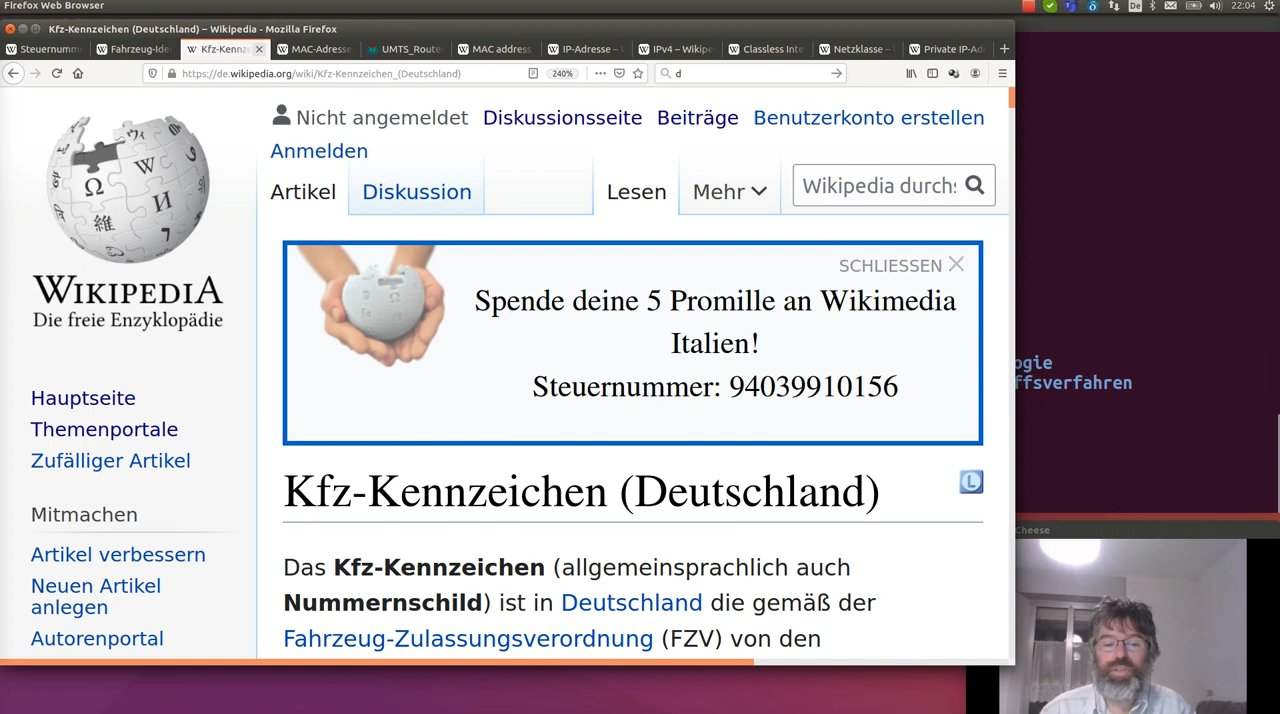 Firefox Web Browser
De
22:04
Kfz-Kennzeichen (Deutschland) – Wikipedia - Mozilla Firefox
Steuernumm
Fahrzeug-Ide
Kfz-Kennze
MAC-Adresse
UMTS_Route
MAC address
IP-Adresse –
IPv4 – Wikipe
Classless Inte
Netzklasse –
Private IP-Ad
https://de.wikipedia.org/wiki/Kfz-Kennzeichen_(Deutschland)
240%
d
Nicht angemeldet Diskussionsseite Beiträge Benutzerkonto erstellen
Anmelden
Artikel Diskussion Lesen Mehr
Wikipedia durchs
WIKIPEDIA
Die freie Enzyklopädie
SCHLIESSEN
Spende deine 5 Promille an Wikimedia
Italien!
Steuernummer: 94039910156
Hauptseite
Themenportale
Zufälliger Artikel
Mitmachen
Artikel verbessern
Neuen Artikel
anlegen
Autorenportal
Kfz-Kennzeichen (Deutschland)
L
Das Kfz-Kennzeichen (allgemeinsprachlich auch
Nummernschild) ist in Deutschland die gemäß der
Fahrzeug-Zulassungsverordnung (FZV) von den
ogie
ffsverfahren
Cheese